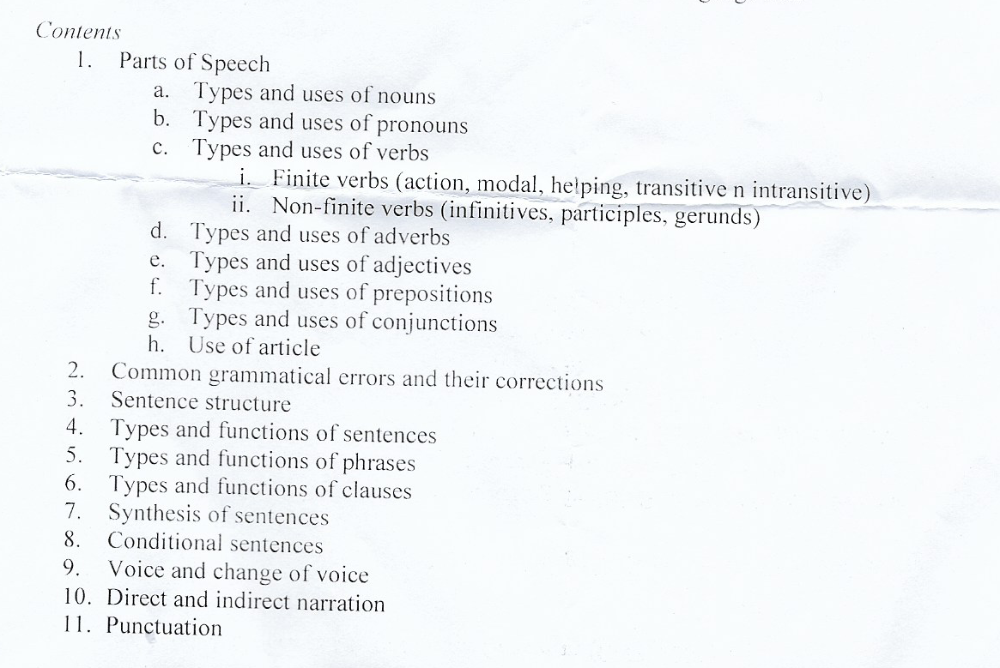 Contents
1. Parts of Speech
a. Types and uses of nouns
b. Types and uses of pronouns
c. Types and uses of verbs
i. Finite verbs (action, modal, helping, transitive n intransitive)
ii. Non-finite verbs (infinitives, participles, gerunds)
d. Types and uses of adverbs
e. Types and uses of adjectives
f. Types and uses of prepositions
g. Types and uses of conjunctions
h. Use of article
2. Common grammatical errors and their corrections
3. Sentence structure
4. Types and functions of sentences
5. Types and functions of phrases
6. Types and functions of clauses
7. Synthesis of sentences
8. Conditional sentences
9. Voice and change of voice
10. Direct and indirect narration
11. Punctuation